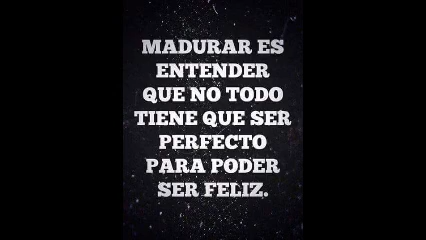 MADURAR ES
ENTENDER
QUE NO TODO
TIENE QUE SER
PERFECTO
PARA PODER
SER FELIZ.